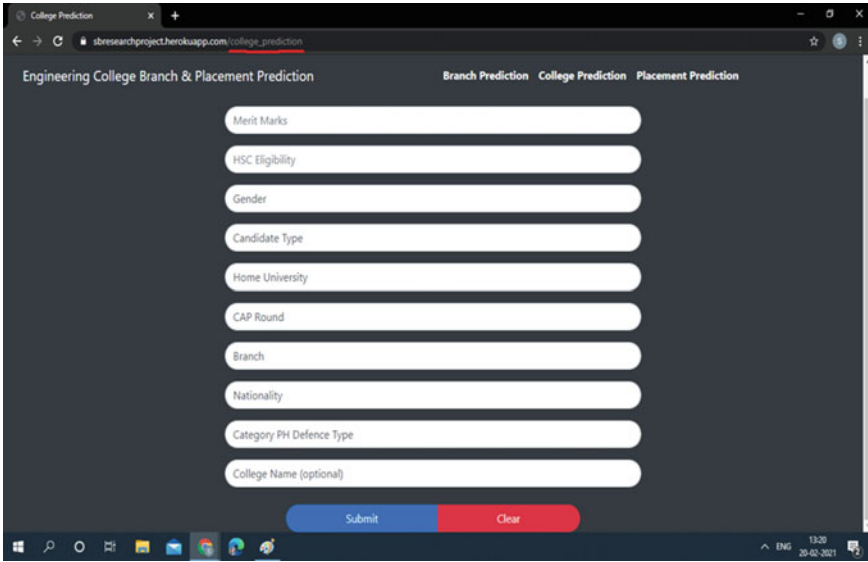 College Prediction
sbresearchproject.herokuapp.com/college_prediction
Engineering College Branch & Placement Prediction Branch Prediction College Prediction Placement Prediction
Merit Marks
HSC Eligibility
Gender
Candidate Type
Home University
CAP Round
Branch
Nationality
Category PH Defence Type
College Name (optional)
Submit Clear
ENG 13:20
20-02-2021